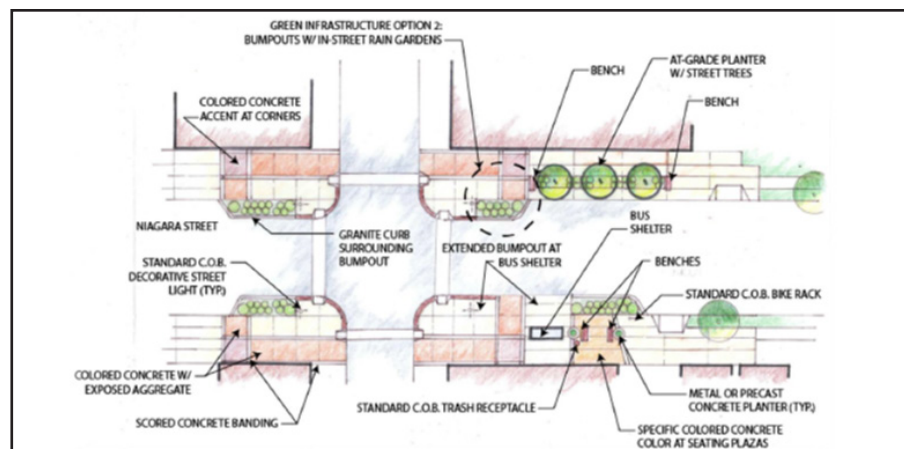 GREEN INFRASTRUCTURE OPTION 2:
BUMPOUTS W/ IN-STREET RAIN GARDENS
BENCH
AT-GRADE PLANTER
W/ STREET TREES
BENCH
COLORED CONCRETE
ACCENT AT CORNERS
NIAGARA STREET
GRANITE CURB
SURROUNDING
BUMPOUT
EXTENDED BUMPOUT AT
BUS SHELTER
BUS
SHELTER
BENCHES
STANDARD C.O.B. BIKE RACK
STANDARD C.O.B.
DECORATIVE STREET
LIGHT (TYP.)
COLORED CONCRETE W/
EXPOSED AGGREGATE
SCORED CONCRETE BANDING
STANDARD C.O.B. TRASH RECEPTACLE
METAL OR PRECAST
CONCRETE PLANTER (TYP.)
SPECIFIC COLORED CONCRETE
COLOR AT SEATING PLAZAS